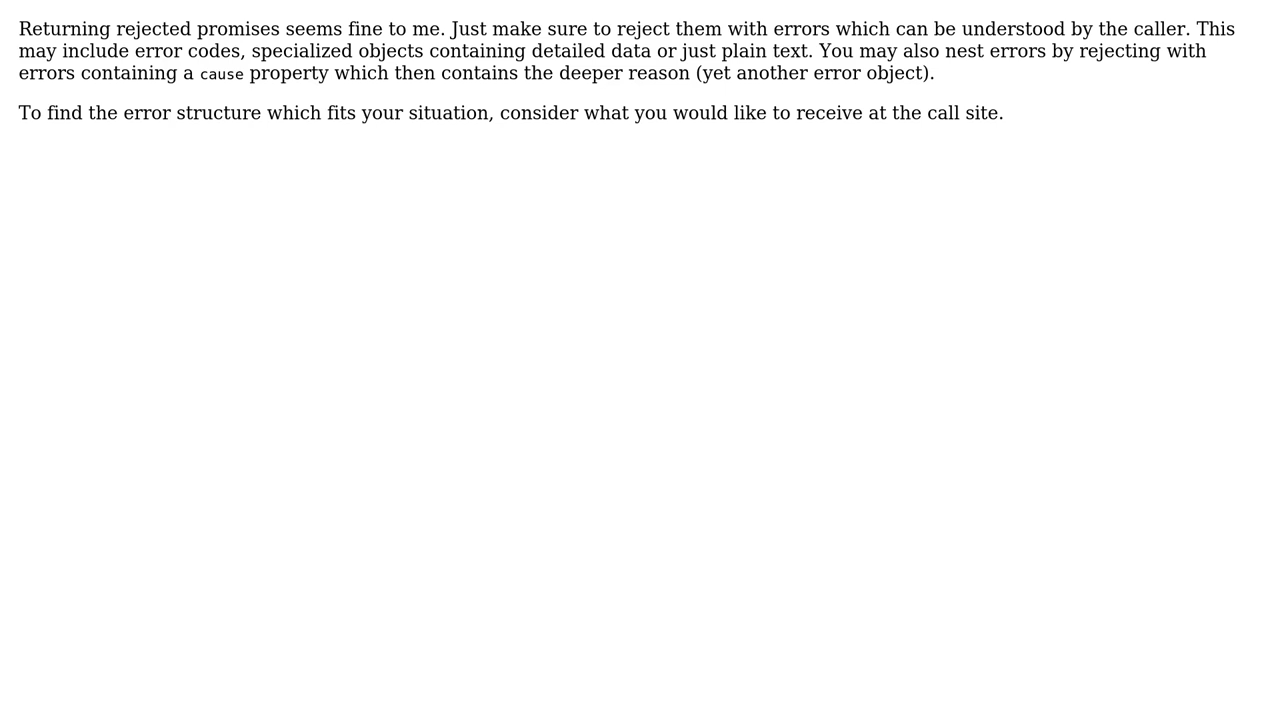 Returning rejected promises seems fine to me. Just make sure to reject them with errors which can be understood by the caller. This
may include error codes, specialized objects containing detailed data or just plain text. You may also nest errors by rejecting with
errors containing a cause property which then contains the deeper reason (yet another error object).
To find the error structure which fits your situation, consider what you would like to receive at the call site.